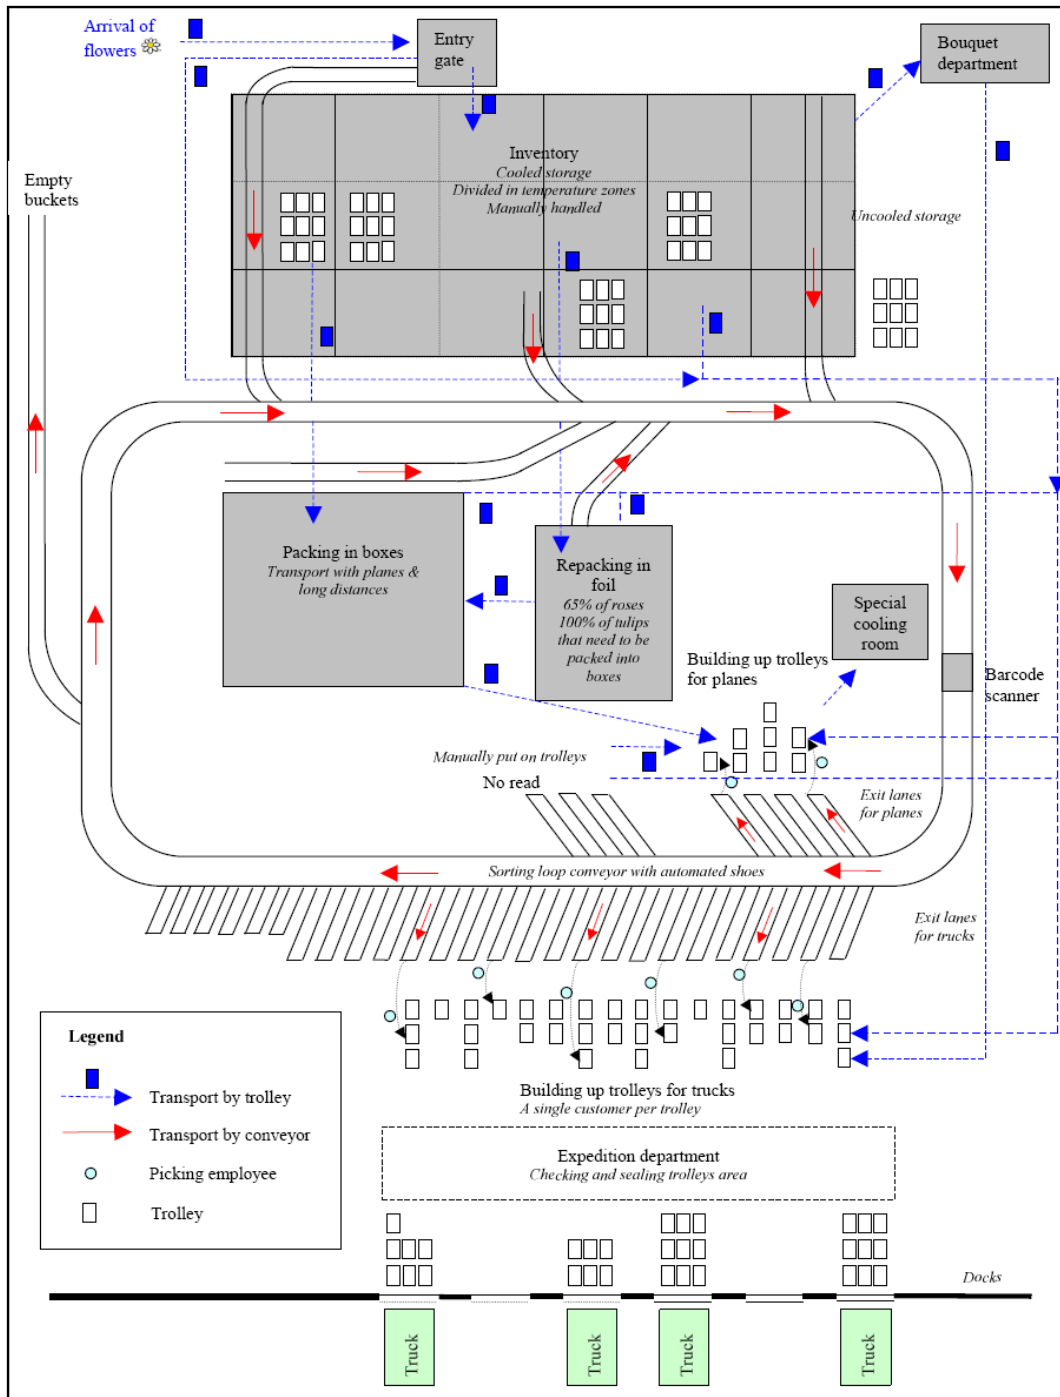 Arrival of
flowers
Entry
gate
Bouquet
department
Empty
buckets
Inventory
Cooled storage
Divided in temperature zones
Manually handled
Uncooled storage
Packing in boxes
Transport with planes &
long distances
Repacking in
foil
65% of roses
100% of tulips
that need to be
packed into
boxes
Special
cooling
room
Building up trolleys
for planes
Barcode
scanner
Manually put on trolleys
No read
Exit lanes
for planes
Sorting loop conveyor with automated shoes
Exit lanes
for trucks
Legend
Transport by trolley
Transport by conveyor
Picking employee
Trolley
Building up trolleys for trucks
A single customer per trolley
Expedition department
Checking and sealing trolleys area
Docks
Truck
Truck
Truck
Truck